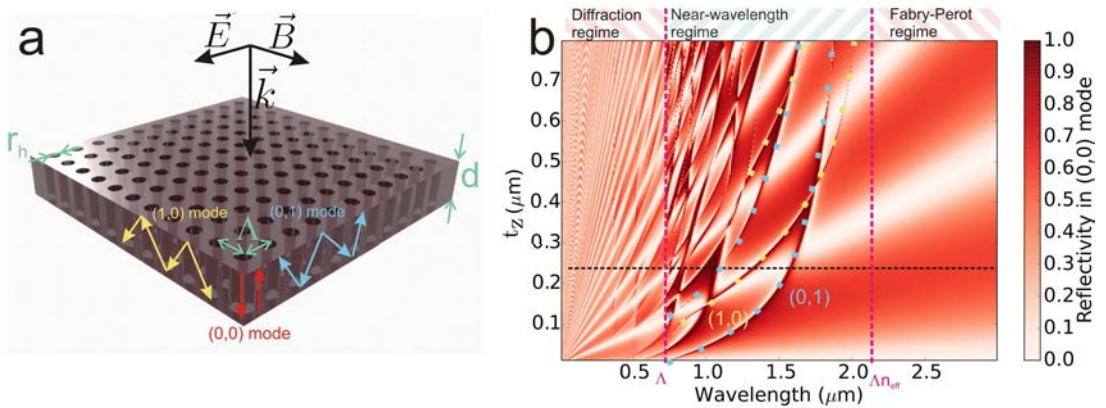 a
E
B
k
r_h
d
(1,0) mode
(0,1) mode
(0,0) mode
b
Diffraction
regime
Near-wavelength
regime
Fabry-Perot
regime
t_Z (μm)
0.7
0.6
0.5
0.4
0.3
0.2
0.1
(1,0)
(0,1)
0.5
Λ
1.0
1.5
2.0
Λn_eff
2.5
Wavelength (μm)
1.0
0.9
0.8
0.7
0.6
0.5
0.4
0.3
0.2
0.1
0.0
Reflectivity in (0,0) mode